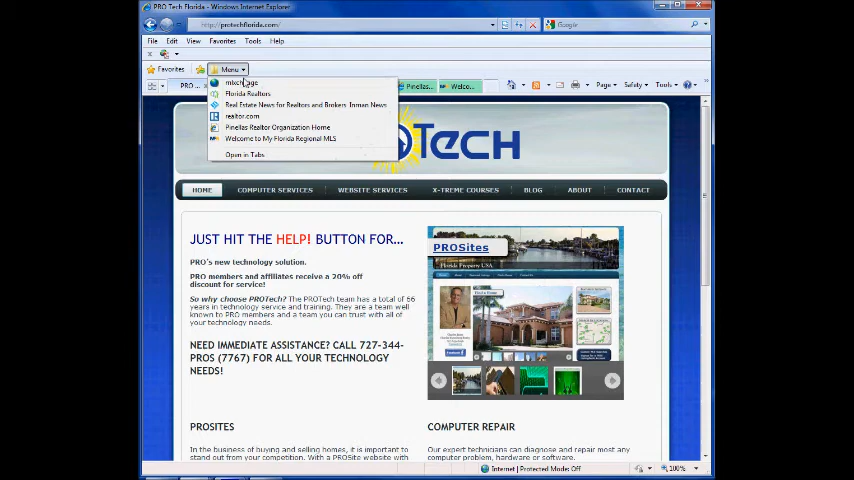 PRO Tech Florida - Windows Internet Explorer
http://protechflorida.com/
Google
File Edit View Favorites Tools Help
x
Favorites Menu
PRO ... Pinellas... Welco...
Page Safety Tools
Florida Realtors
Real Estate News for Realtors and Brokers Inman News
realtor.com
Pinellas Realtor Organization Home
Welcome to My Florida Regional MLS
Open in Tabs
TECH
HOME COMPUTER SERVICES WEBSITE SERVICES X-TREME COURSES BLOG ABOUT CONTACT
JUST HIT THE HELP! BUTTON FOR...
PRO's new technology solution.
PRO members and affiliates receive a 20% off
discount for service!
So why choose PROTech? The PROTech team has a total of 66
years in technology service and training. They are a team well
known to PRO members and a team you can trust with all of
your technology needs.
NEED IMMEDIATE ASSISTANCE? CALL 727-344-
PROS (7767) FOR ALL YOUR TECHNOLOGY
NEEDS!
PROSites
Florida Property USA
PROSITES
In the business of buying and selling homes, it is important to
stand out from the competition. With a PROSite website with
COMPUTER REPAIR
Our expert technicians can diagnose and repair most any
computer problem, hardware or software.
Internet | Protected Mode: Off
100%